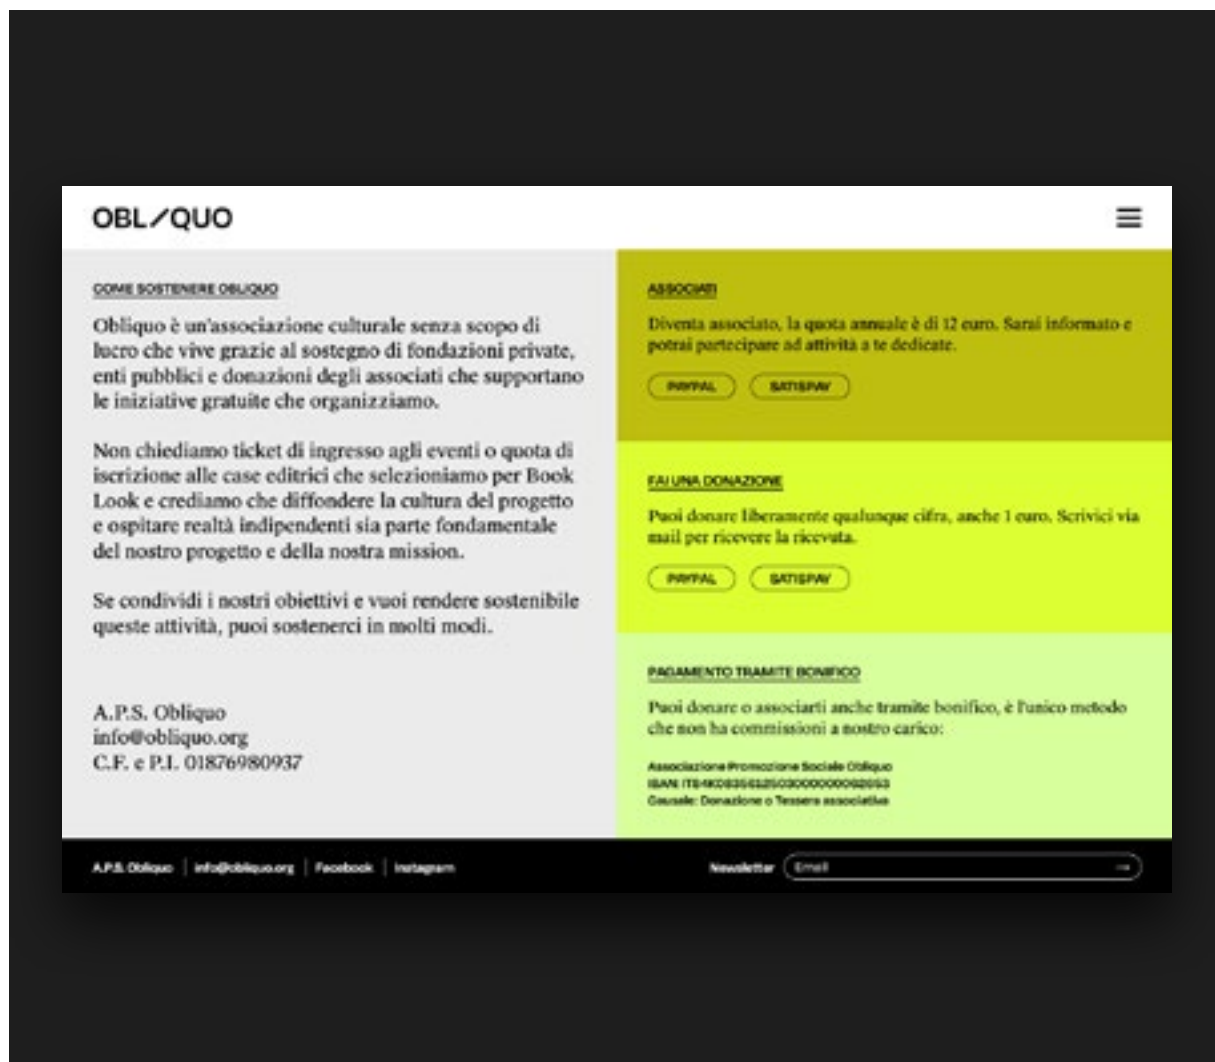 OBL/QUO
COME SOSTENERE OBLIQUO
Obliquo è un'associazione culturale senza scopo di
lucro che vive grazie al sostegno di fondazioni private,
enti pubblici e donazioni degli associati che supportano
le iniziative gratuite che organizziamo.
Non chiediamo ticket di ingresso agli eventi o quota di
iscrizione alle case editrici che selezioniamo per Book
Look e crediamo che diffondere la cultura del progetto
e ospitare realtà indipendenti sia parte fondamentale
del nostro progetto e della nostra mission.
Se condividi i nostri obiettivi e vuoi rendere sostenibile
queste attività, puoi sostenerci in molti modi.
A.P.S. Obliquo
info@obliquo.org
C.F. e P.I. 01876980937
ASSOCIATI
Diventa associato, la quota annuale è di 12 euro. Sarai informato e
potrai partecipare ad attività a te dedicate.
PAYPAL SATISPAY
FAI UNA DONAZIONE
Puoi donare liberamente qualunque cifra, anche 1 euro. Scrivici via
mail per ricevere la ricevuta.
PAYPAL SATISPAY
PAGAMENTO TRAMITE BONIFICO
Puoi donare o associarti anche tramite bonifico, è l'unico metodo
che non ha commissioni a nostro carico:
Associazione Promozione Sociale Obliquo
IBAN:
Causale: Donazione o Tessera associativa
A.P.S. Obliquo | info@obliquo.org | Facebook | Instagram
Newsletter Email →